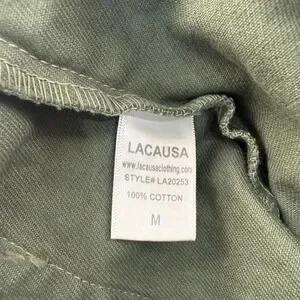 LACAUSA
www.lacausaclothing.com
STYLE# LA20253
100% COTTON
M